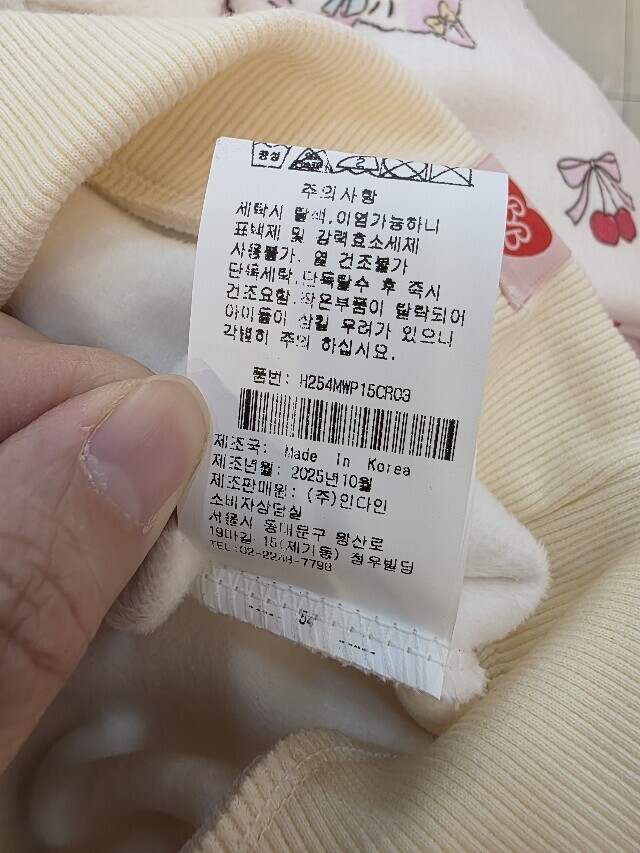 중성
2
주의사항
세탁시 탈색,이염가능하니
표백제 및 강력효소세제
사용불가. 열 건조불가
단독세탁,단독탈수 후 즉시
건조요함.작은부품이 탈락되어
아이들이 삼킬 우려가 있으니
각별히 주의 하십시요.
품번: H254MWP15CR03
제조국: Made In Korea
제조년월: 2025년10월
제조판매원: (주)인다인
소비자상담실
서울시 동대문구 왕산로
19마길 15(제기동) 청우빌딩
TEL:02-2248-7798
54